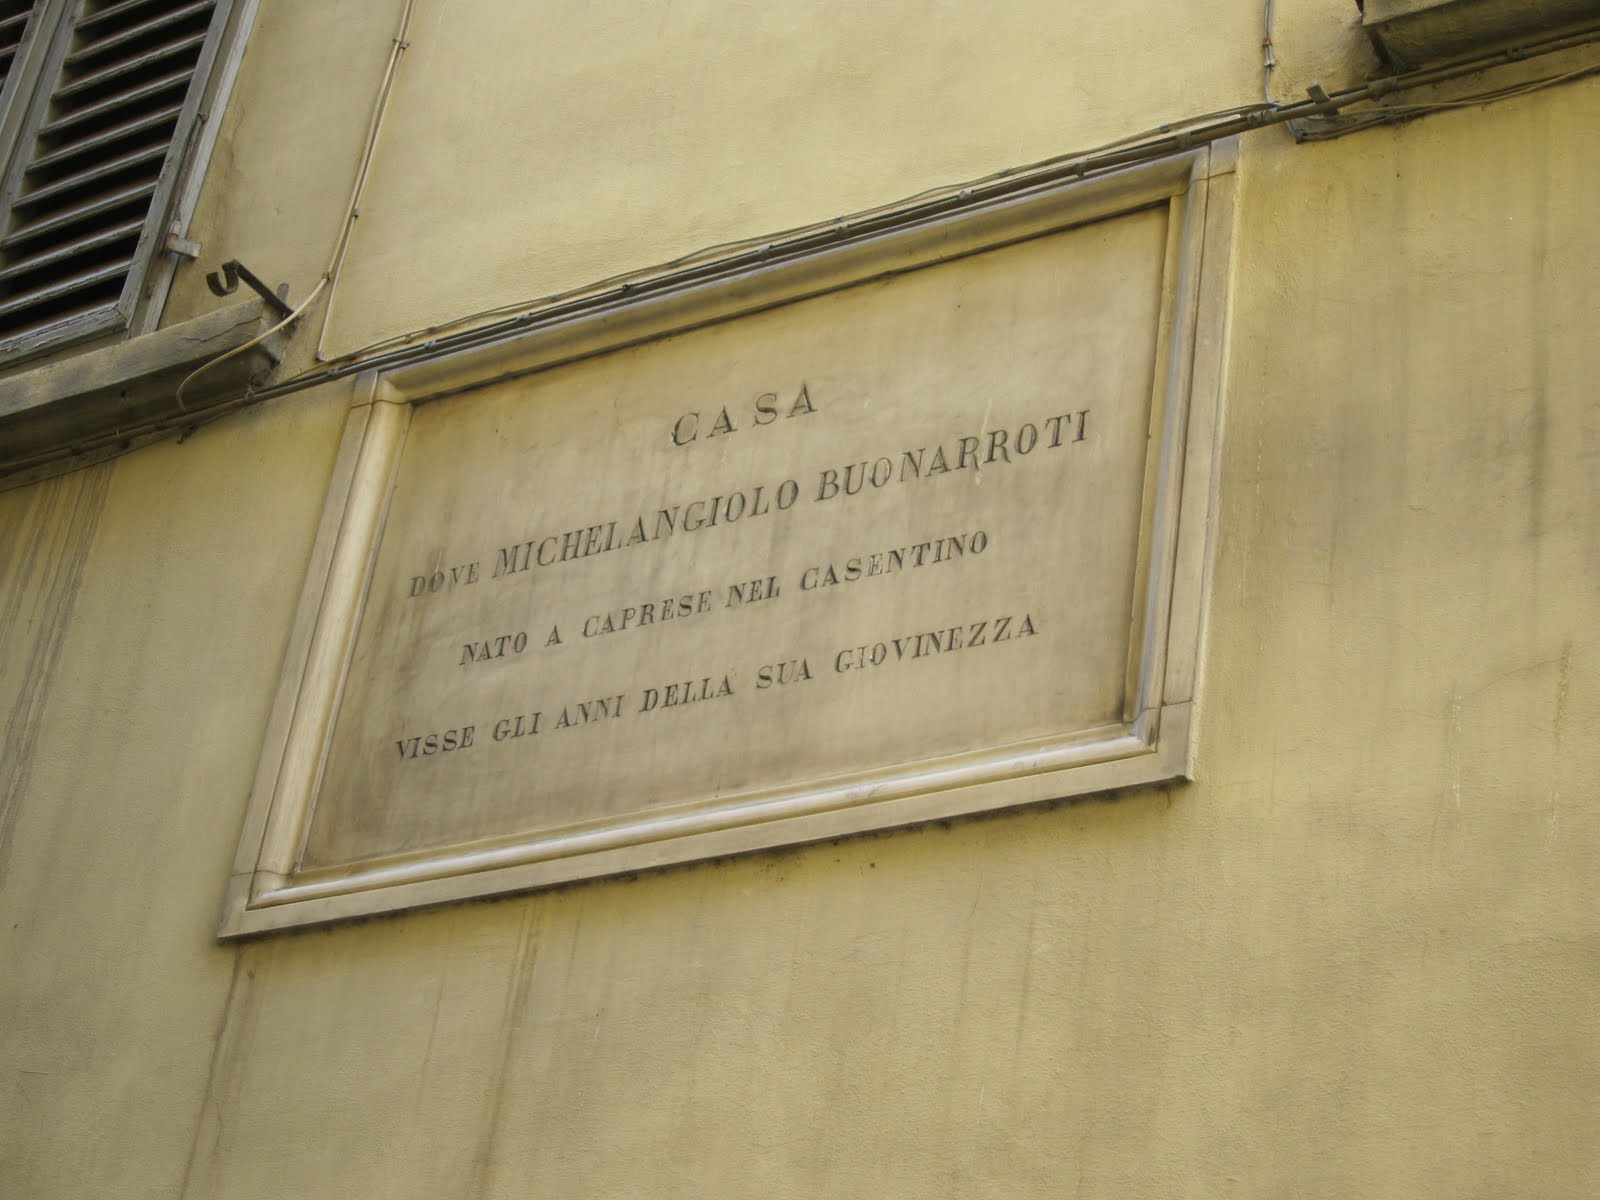 CASA
DOVE MICHELANGIOLO BUONARROTI
NATO A CAPRESE NEL CASENTINO
VISSE GLI ANNI DELLA SUA GIOVINEZZA